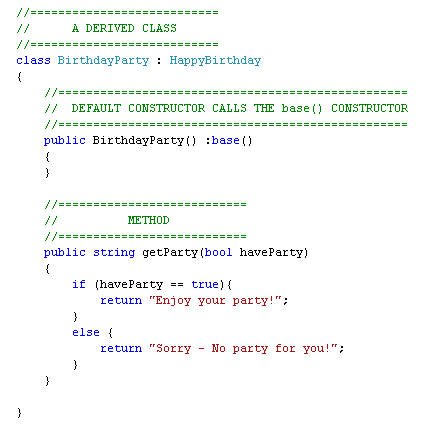 //===========================
//      A DERIVED CLASS
//===========================
class BirthdayParty : HappyBirthday
{
    //==================================================
    //  DEFAULT CONSTRUCTOR CALLS THE base() CONSTRUCTOR
    //==================================================
    public BirthdayParty() :base()
    {
    }
    //===========================
    //          METHOD
    //===========================
    public string getParty(bool haveParty)
    {
        if (haveParty == true){
            return "Enjoy your party!";
        }
        else {
            return "Sorry - No party for you!";
        }
    }
}